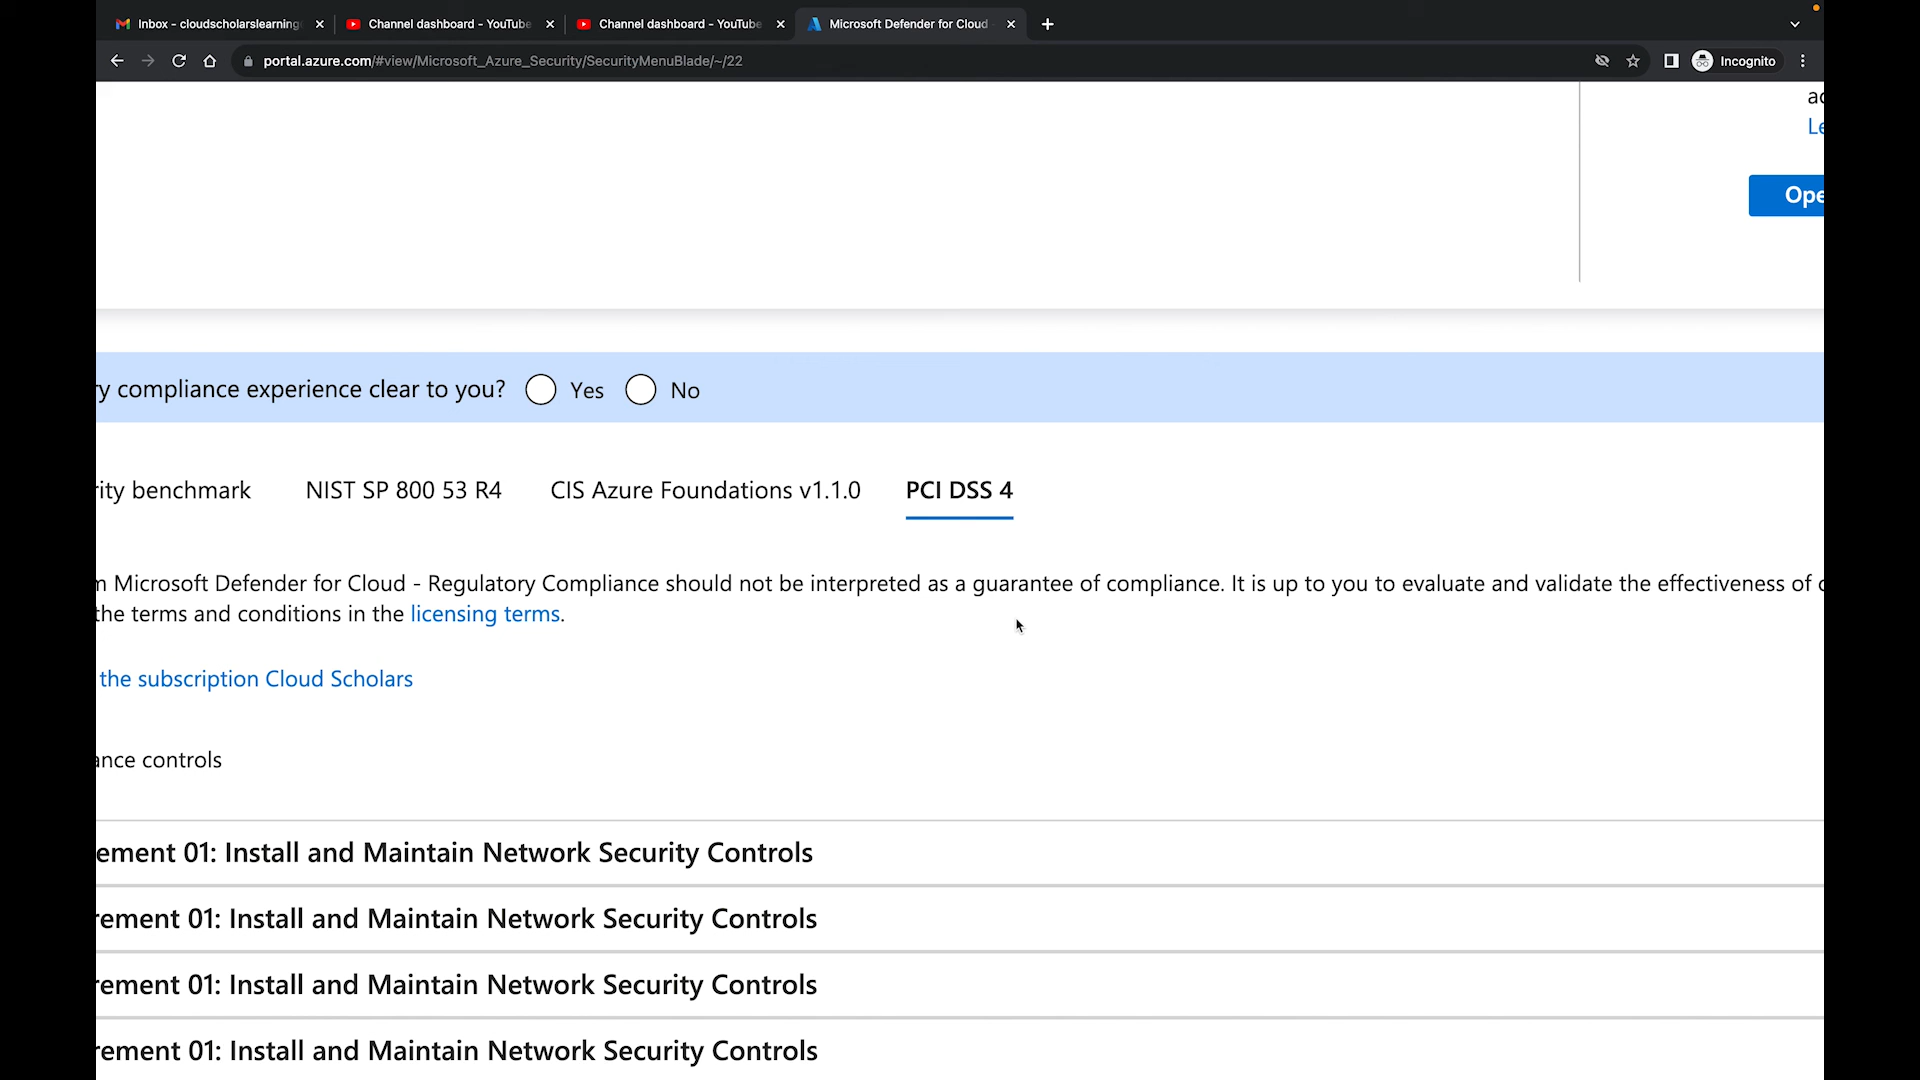 Inbox - cloudscholarslearning
Channel dashboard - YouTube
Channel dashboard - YouTube
Microsoft Defender for Cloud
portal.azure.com/#view/Microsoft_Azure_Security/SecurityMenuBlade/~/22
Incognito
ac
Le
Ope
ry compliance experience clear to you? Yes No
rity benchmark NIST SP 800 53 R4 CIS Azure Foundations v1.1.0 PCI DSS 4
m Microsoft Defender for Cloud - Regulatory Compliance should not be interpreted as a guarantee of compliance. It is up to you to evaluate and validate the effectiveness of c
the terms and conditions in the licensing terms.
the subscription Cloud Scholars
ance controls
ement 01: Install and Maintain Network Security Controls
rement 01: Install and Maintain Network Security Controls
rement 01: Install and Maintain Network Security Controls
rement 01: Install and Maintain Network Security Controls